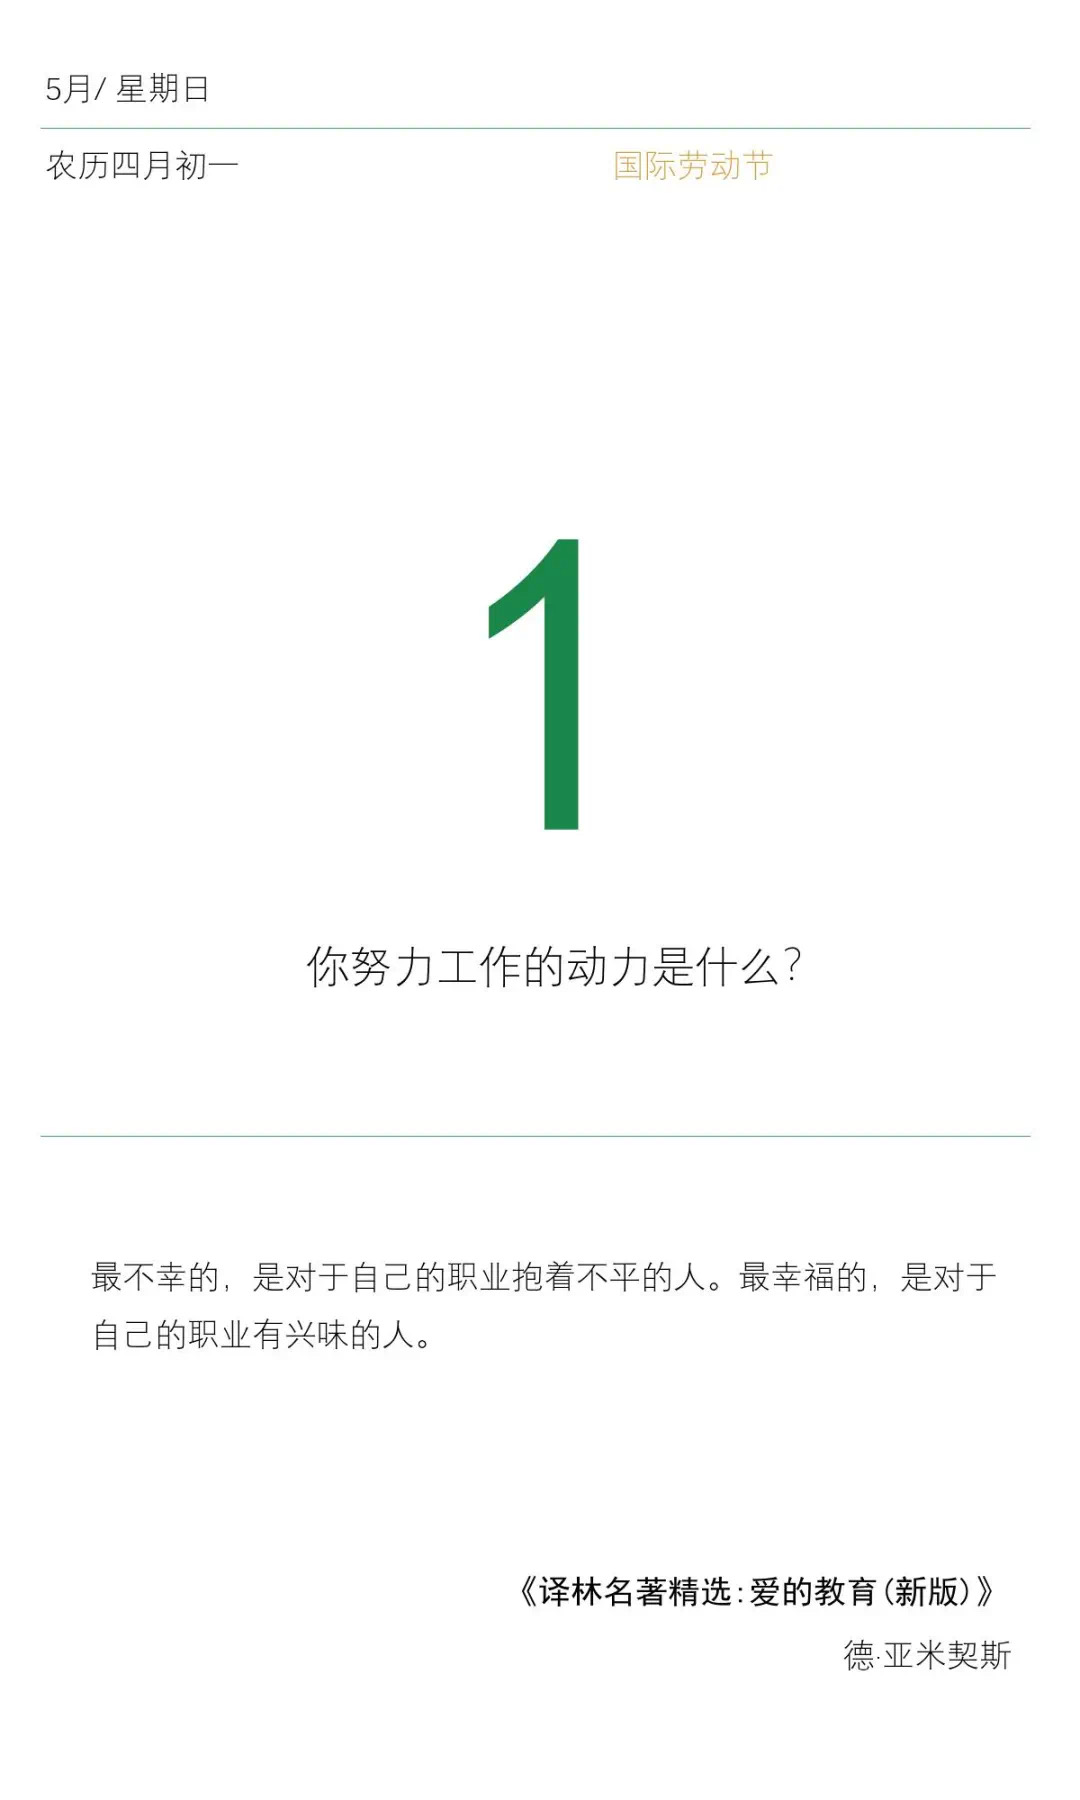 5月/ 星期日
农历四月初一 国际劳动节
1
你努力工作的动力是什么?
最不幸的，是对于自己的职业抱着不平的人。最幸福的，是对于
自己的职业有兴味的人。
《译林名著精选:爱的教育(新版)》
德·亚米契斯